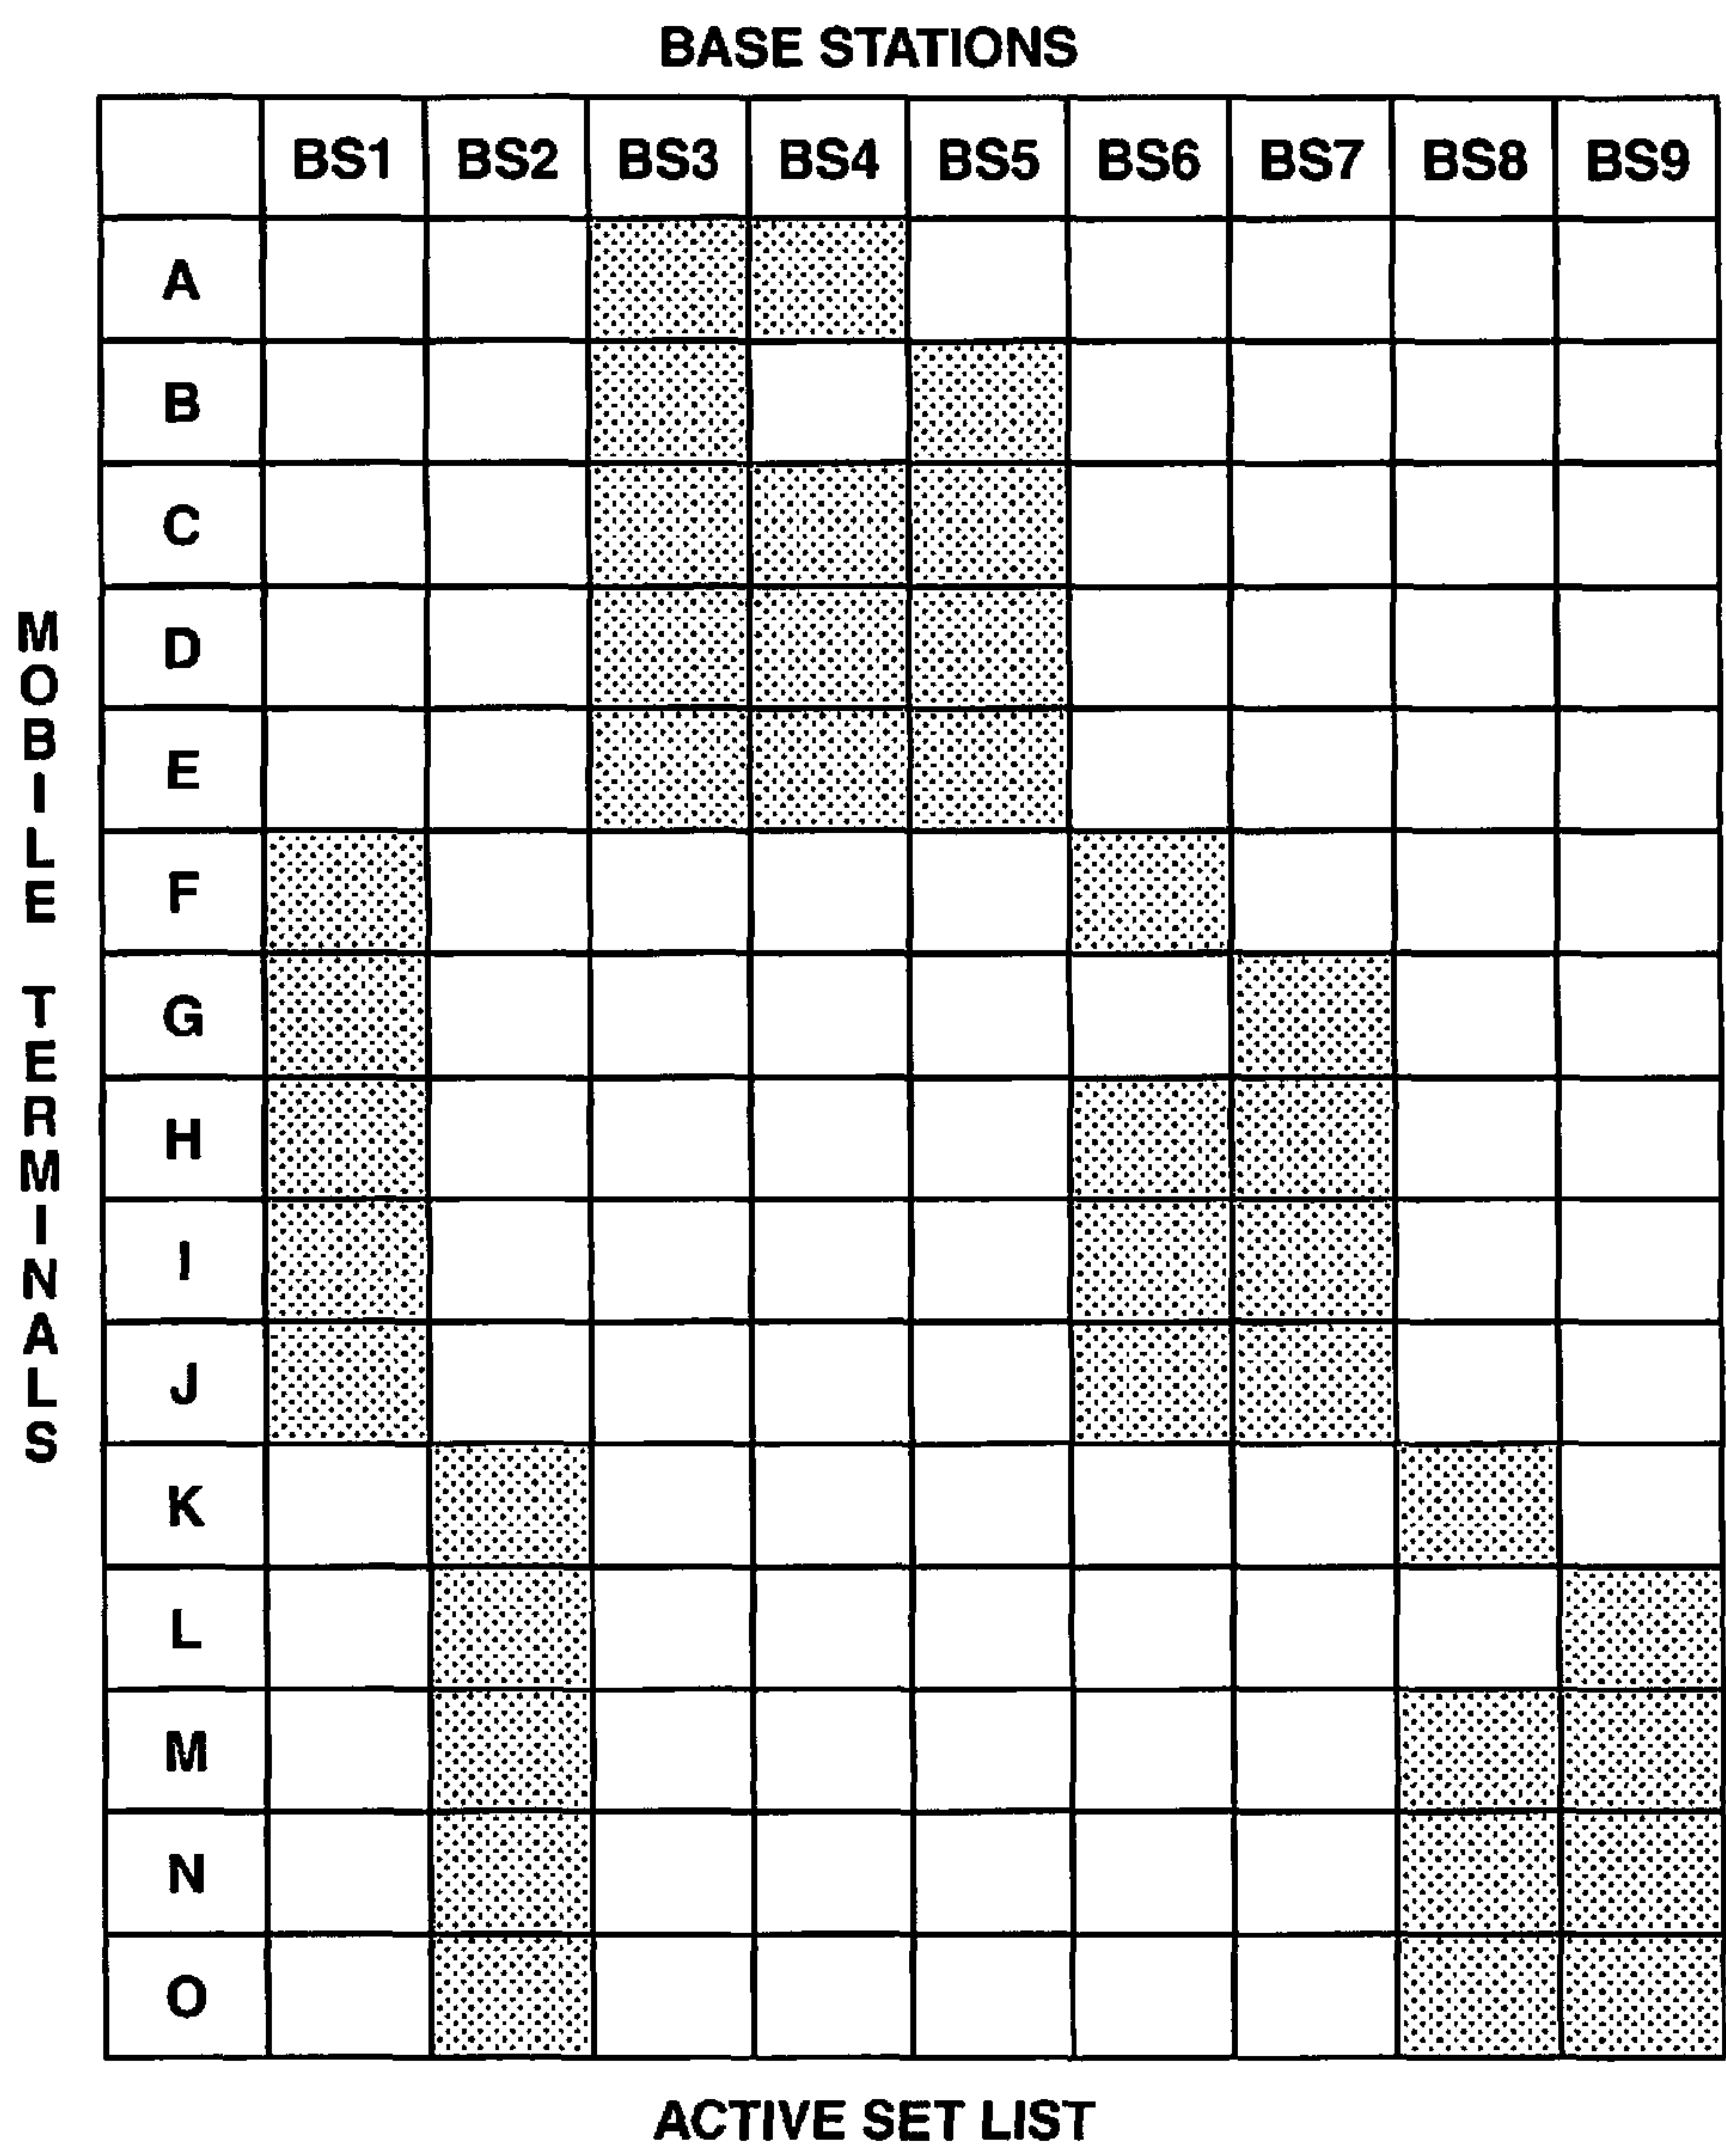 BASE STATIONS
BS1 BS2 BS3 BS4 BS5 BS6 BS7 BS8 BS9
MOBILE TERMINALS
A
B
C
D
E
F
G
H
I
J
K
L
M
N
O
ACTIVE SET LIST